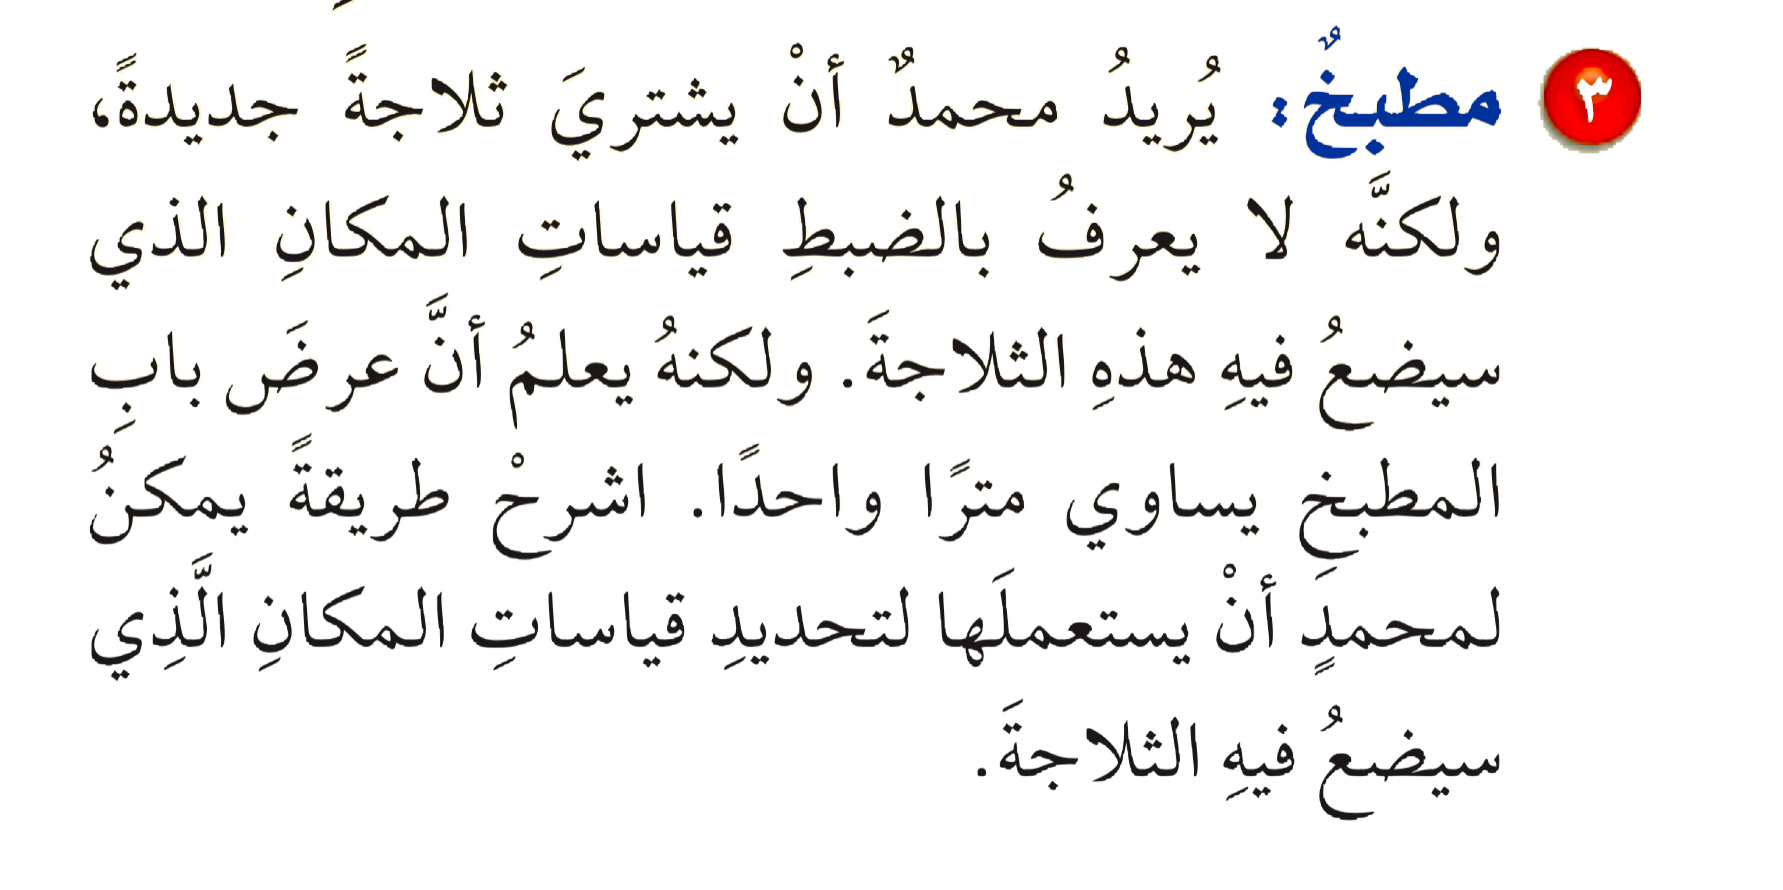 ٣ مطبخٌ: يُريدُ محمدٌ أنْ يشتريَ ثلاجةً جديدةً،
ولكنَّه لا يعرفُ بالضبطِ قياساتِ المكانِ الذي
سيضعُ فيهِ هذهِ الثلاجةَ. ولكنهُ يعلمُ أنَّ عرضَ بابِ
المطبخِ يساوي مترًا واحدًا. اشرحْ طريقةً يمكنُ
لمحمدٍ أنْ يستعملَها لتحديدِ قياساتِ المكانِ الَّذِي
سيضعُ فيهِ الثلاجةَ.